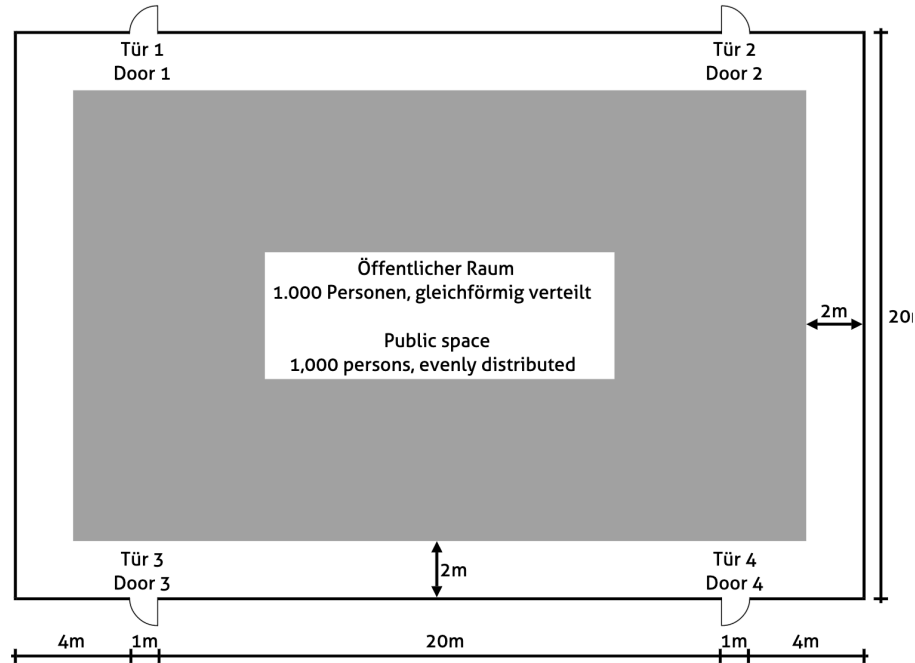 Tür 1
Door 1
Tür 2
Door 2
Öffentlicher Raum
1.000 Personen, gleichförmig verteilt
Public space
1,000 persons, evenly distributed
2m
20m
Tür 3
Door 3
2m
Tür 4
Door 4
4m
1m
20m
1m
4m